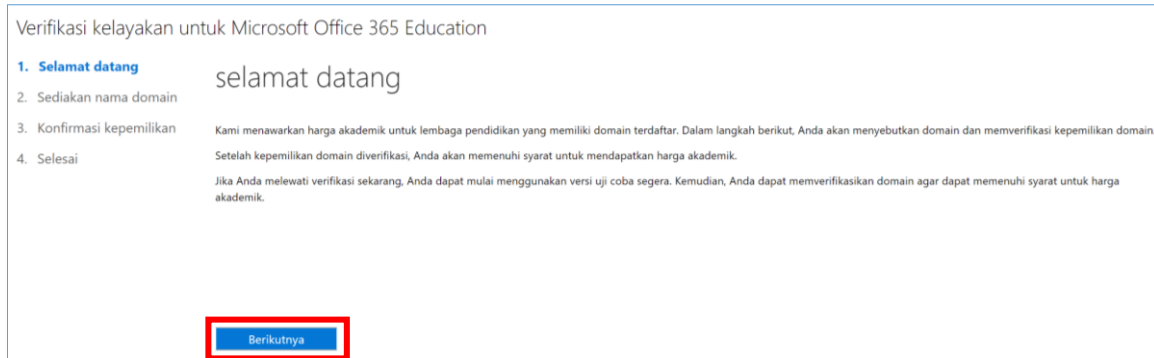 Verifikasi kelayakan untuk Microsoft Office 365 Education
1. Selamat datang
2. Sediakan nama domain
3. Konfirmasi kepemilikan
4. Selesai
selamat datang
Kami menawarkan harga akademik untuk lembaga pendidikan yang memiliki domain terdaftar. Dalam langkah berikut, Anda akan menyebutkan domain dan memverifikasi kepemilikan domain
Setelah kepemilikan domain diverifikasi, Anda akan memenuhi syarat untuk mendapatkan harga akademik.
Jika Anda melewati verifikasi sekarang, Anda dapat mulai menggunakan versi uji coba segera. Kemudian, Anda dapat memverifikasikan domain agar dapat memenuhi syarat untuk harga
akademik.
Berikutnya